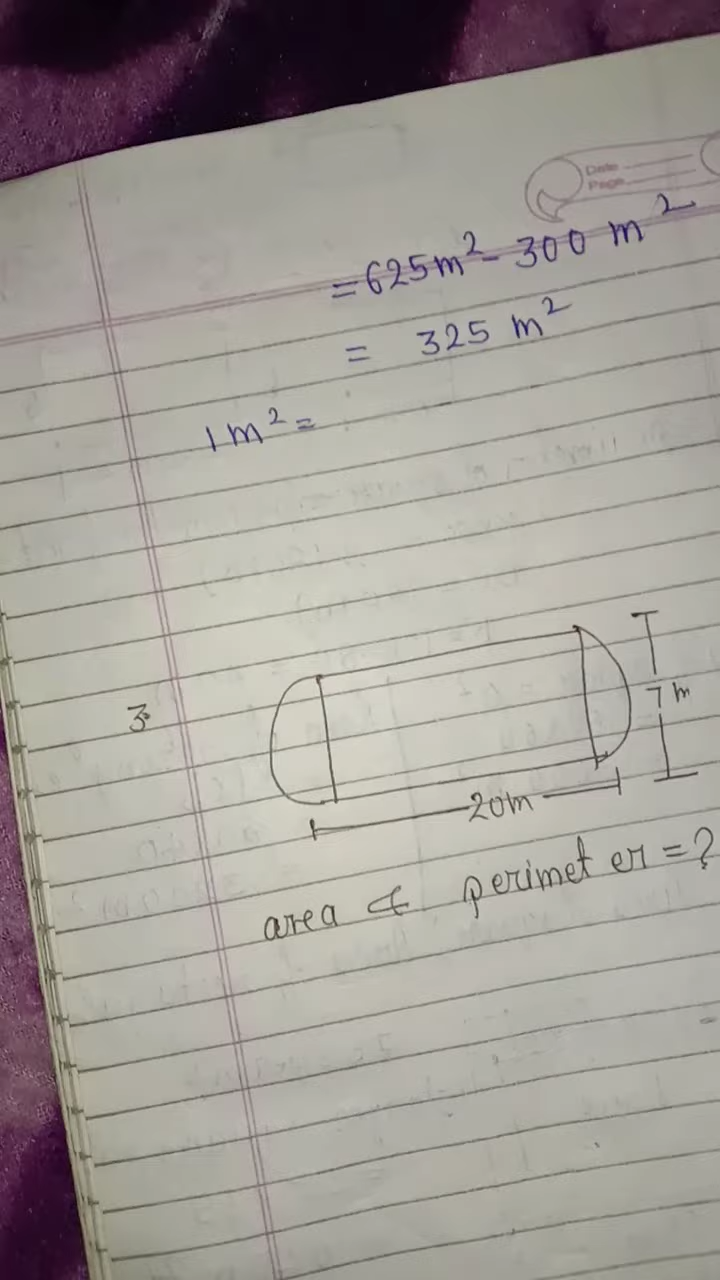 Date
Page
= 625m² - 300 m²
= 325 m²
1m² =
3.
7m
20m
area & perimeter = ?